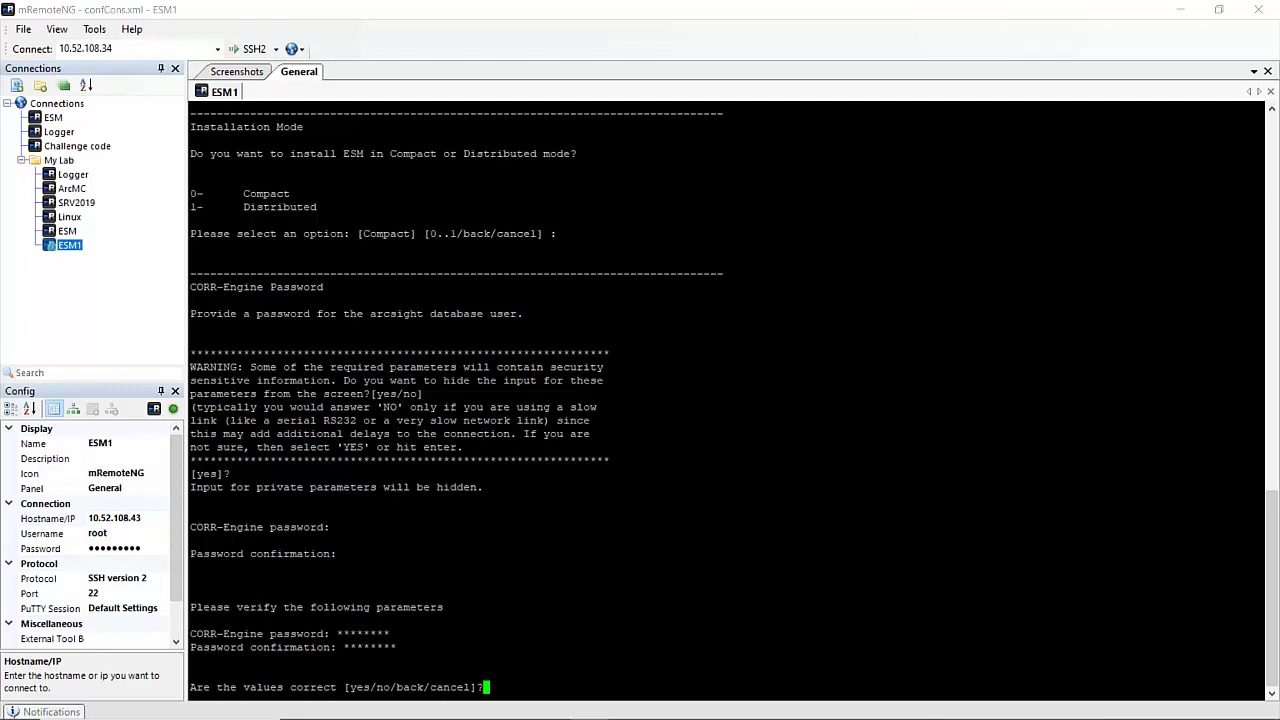 mRemoteNG - confCons.xml - ESM1
File View Tools Help
Connect: 10.52.108.34 SSH2
Connections
Screenshots General
ESM1
Connections
ESM
Logger
Challenge code
My Lab
Logger
ArcMC
SRV2019
Linux
ESM
ESM1
Search
Config
Display
Name ESM1
Description
Icon mRemoteNG
Panel General
Connection
Hostname/IP 10.52.108.43
Username root
Password ●●●●●●●●●
Protocol
Protocol SSH version 2
Port 22
PuTTY Session Default Settings
Miscellaneous
External Tool B
Hostname/IP
Enter the hostname or ip you want to
connect to.
Notifications
--------------------------------------------------------------------------------
Installation Mode
Do you want to install ESM in Compact or Distributed mode?
0- Compact
1- Distributed
Please select an option: [Compact] [0..1/back/cancel] :
--------------------------------------------------------------------------------
CORR-Engine Password
Provide a password for the arcsight database user.
***************************************************************
WARNING: Some of the required parameters will contain security
sensitive information. Do you want to hide the input for these
parameters from the screen?[yes/no]
(typically you would answer 'NO' only if you are using a slow
link (like a serial RS232 or a very slow network link) since
this may add additional delays to the connection. If you are
not sure, then select 'YES' or hit enter.
***************************************************************
[yes]?
Input for private parameters will be hidden.
CORR-Engine password:
Password confirmation:
Please verify the following parameters
CORR-Engine password: ********
Password confirmation: ********
Are the values correct [yes/no/back/cancel]?